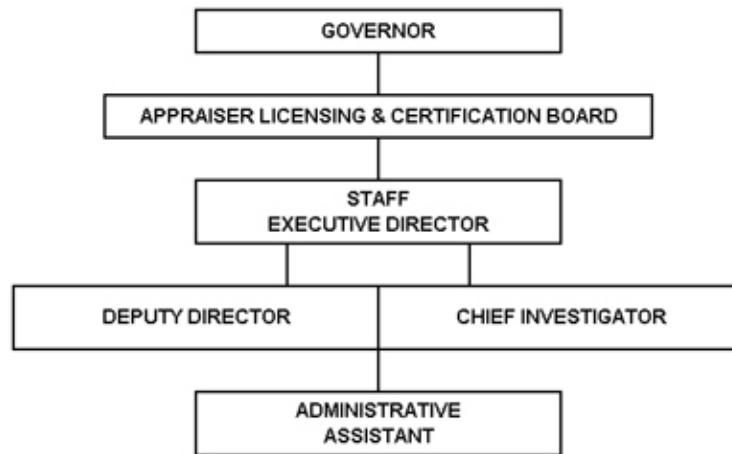 GOVERNOR
APPRAISER LICENSING & CERTIFICATION BOARD
STAFF
EXECUTIVE DIRECTOR
DEPUTY DIRECTOR
CHIEF INVESTIGATOR
ADMINISTRATIVE
ASSISTANT